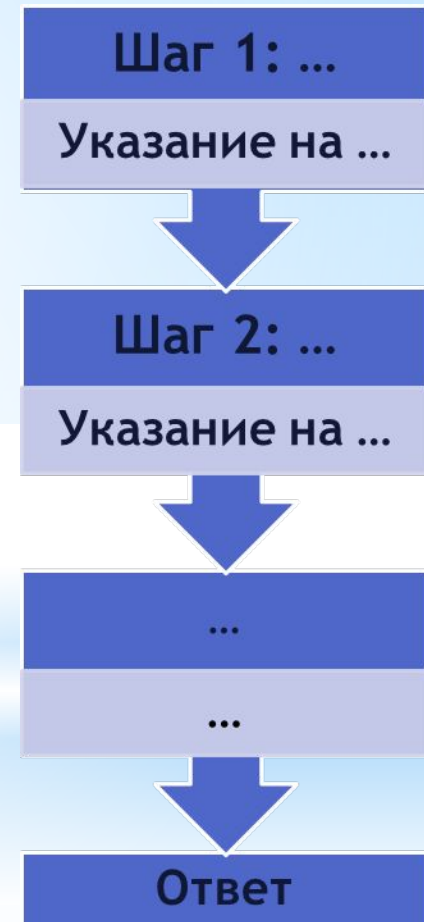 Шаг 1: …
Указание на …
Шаг 2: …
Указание на …
…
…
Ответ